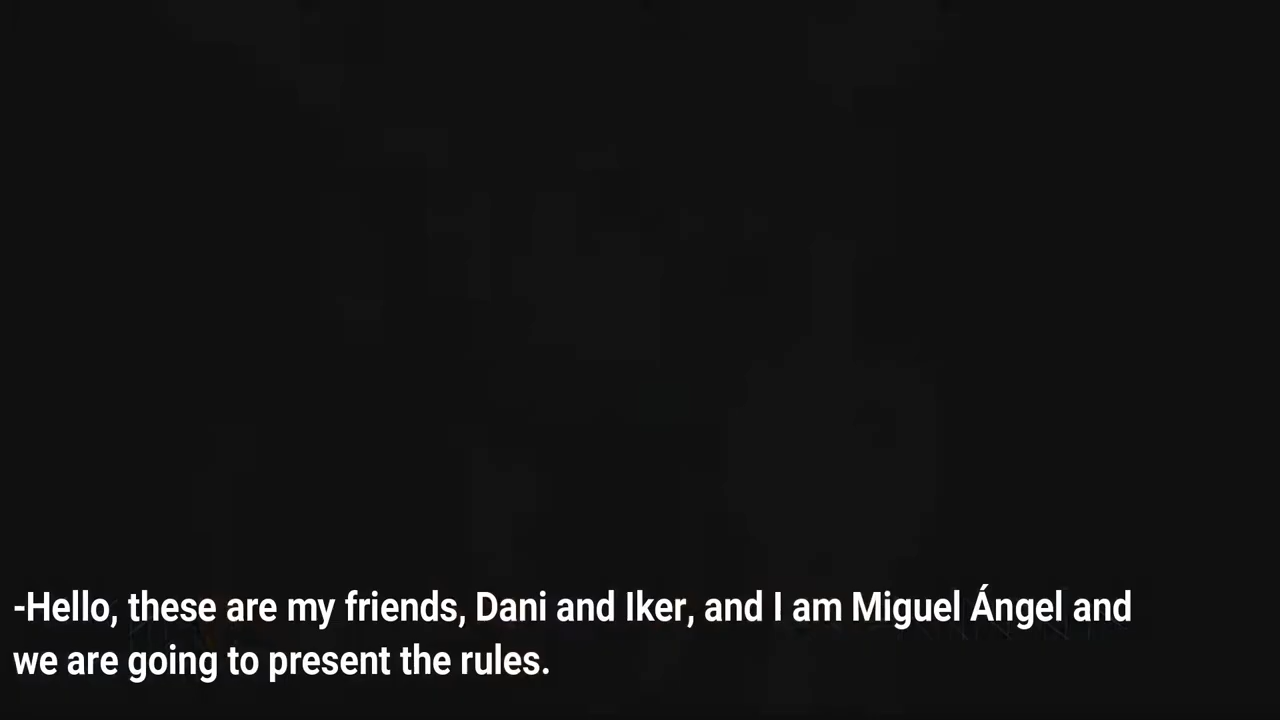 -Hello, these are my friends, Dani and Iker, and I am Miguel Ángel and
we are going to present the rules.